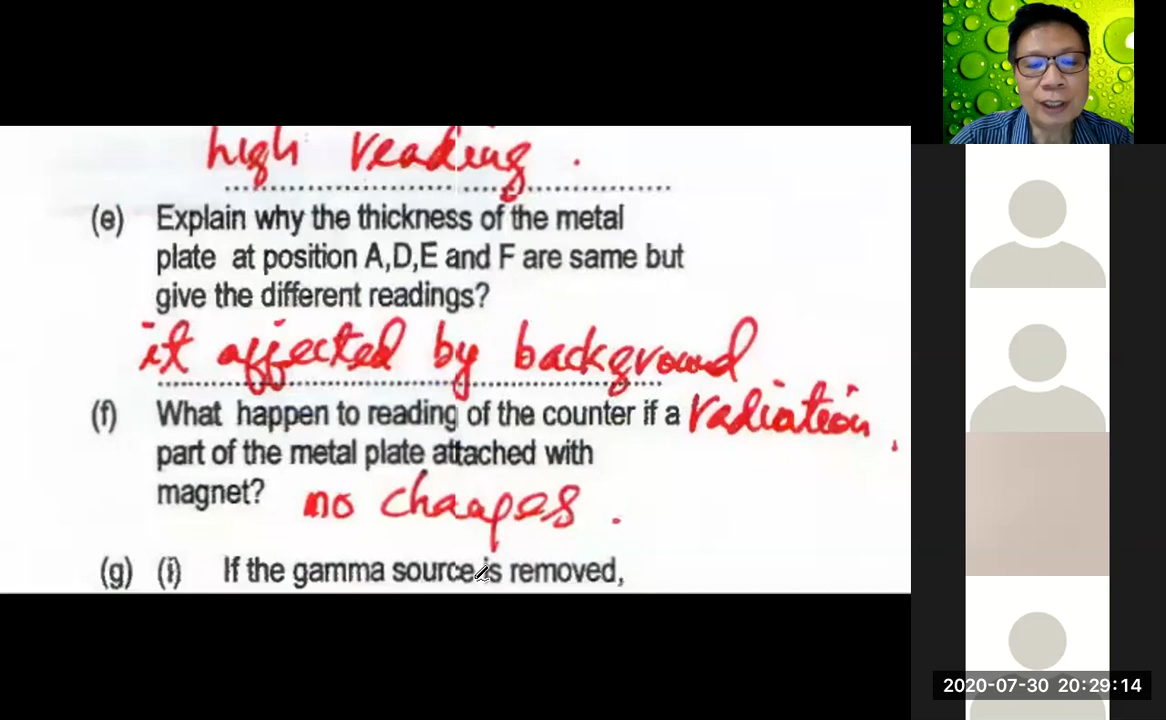 high reading .
(e) Explain why the thickness of the metal
plate at position A,D,E and F are same but
give the different readings?
it affected by background
radiation .
(f) What happen to reading of the counter if a
part of the metal plate attached with
magnet? no changes .
(g) (i) If the gamma source is removed,
2020-07-30 20:29:14